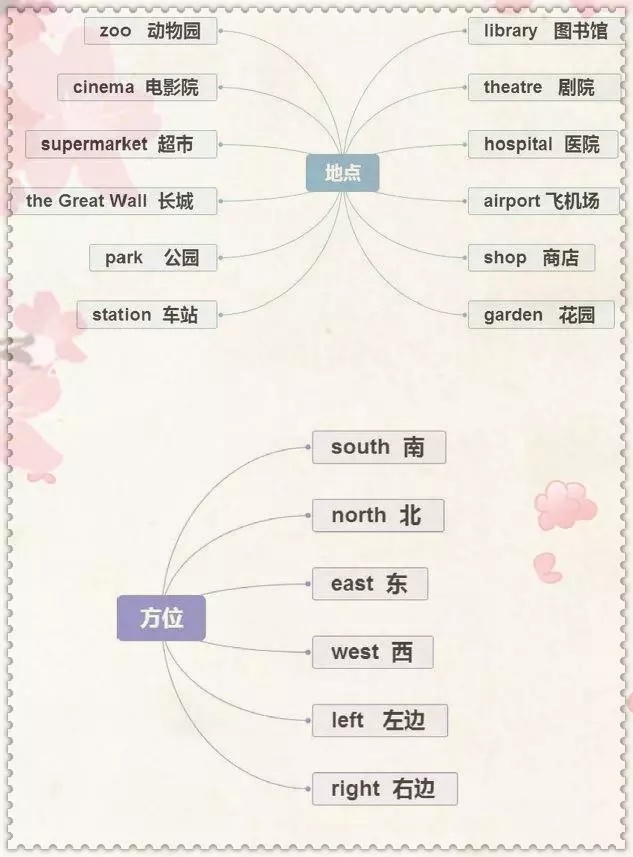 zoo 动物园
cinema 电影院
supermarket 超市
the Great Wall 长城
park 公园
station 车站
地点
library 图书馆
theatre 剧院
hospital 医院
airport 飞机场
shop 商店
garden 花园
方位
south 南
north 北
east 东
west 西
left 左边
right 右边